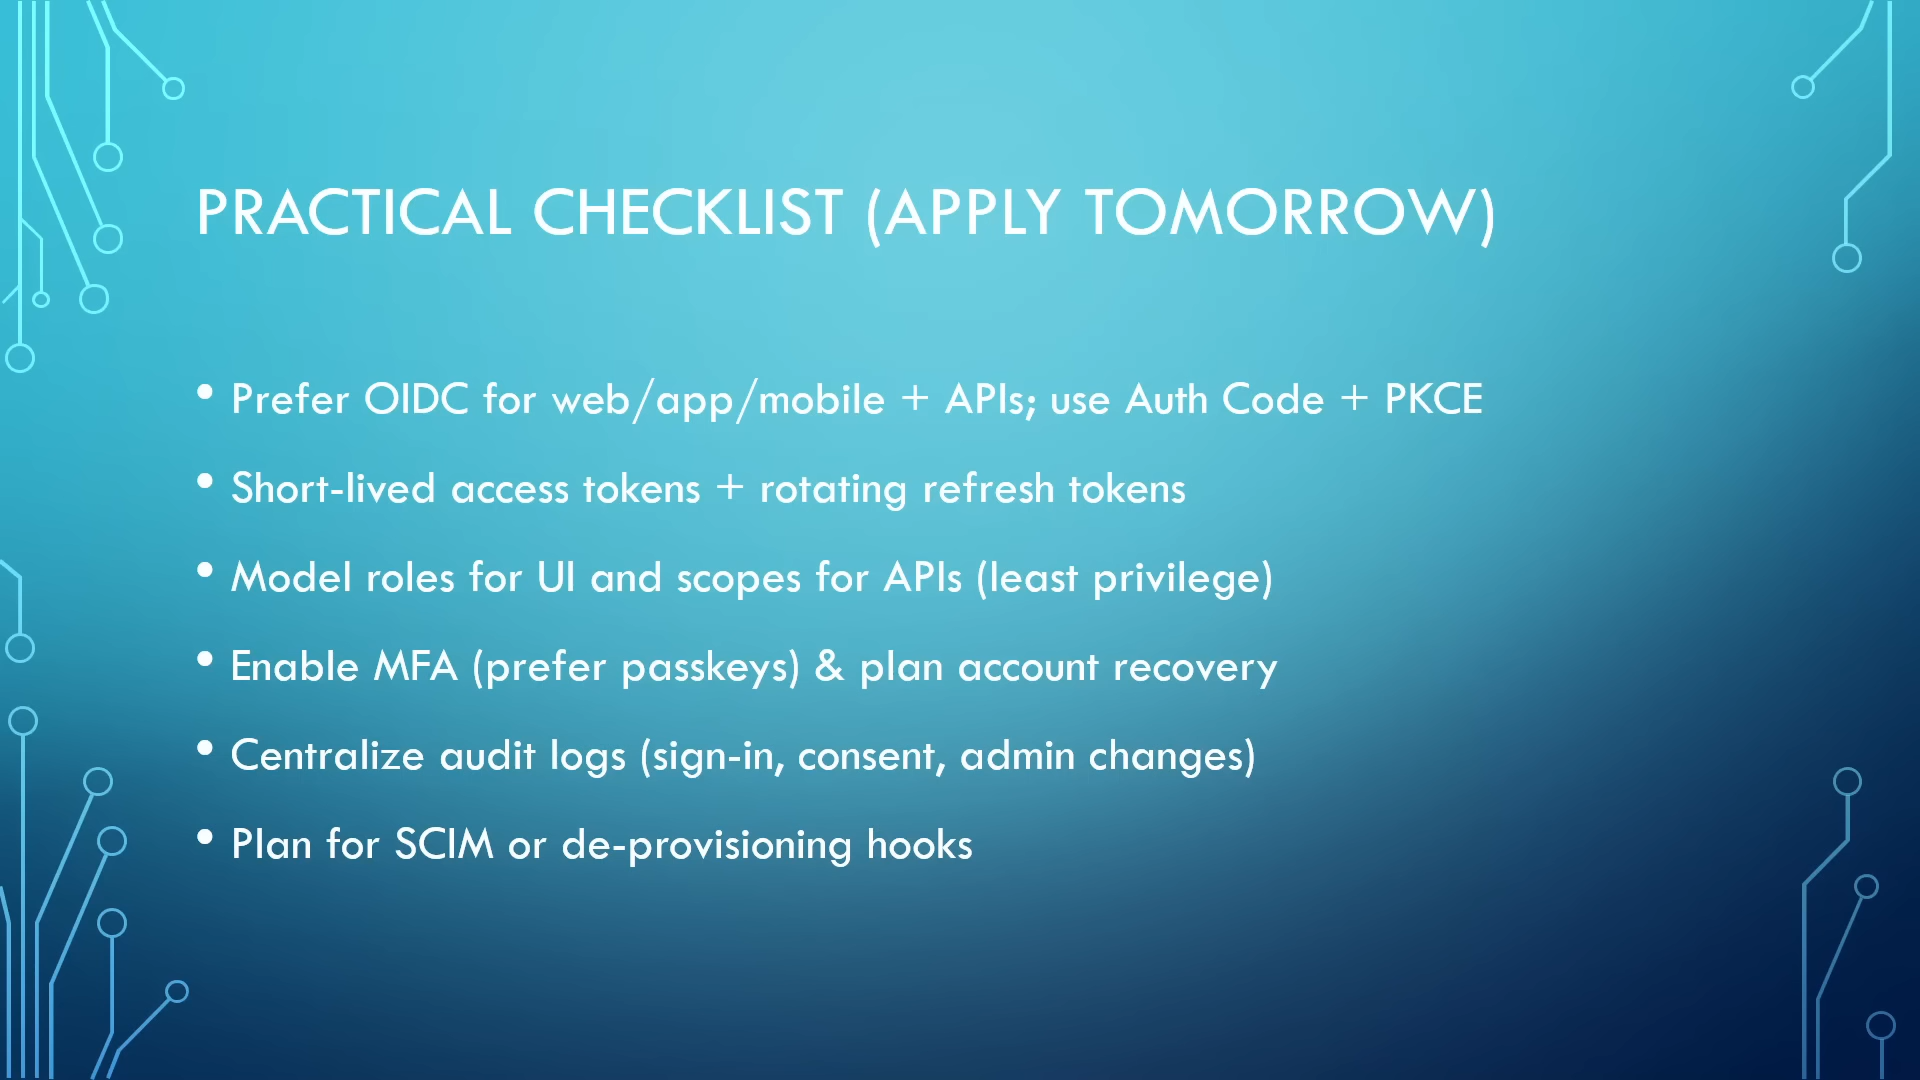 PRACTICAL CHECKLIST (APPLY TOMORROW)
• Prefer OIDC for web/app/mobile + APIs; use Auth Code + PKCE
• Short-lived access tokens + rotating refresh tokens
• Model roles for UI and scopes for APIs (least privilege)
• Enable MFA (prefer passkeys) & plan account recovery
• Centralize audit logs (sign-in, consent, admin changes)
• Plan for SCIM or de-provisioning hooks